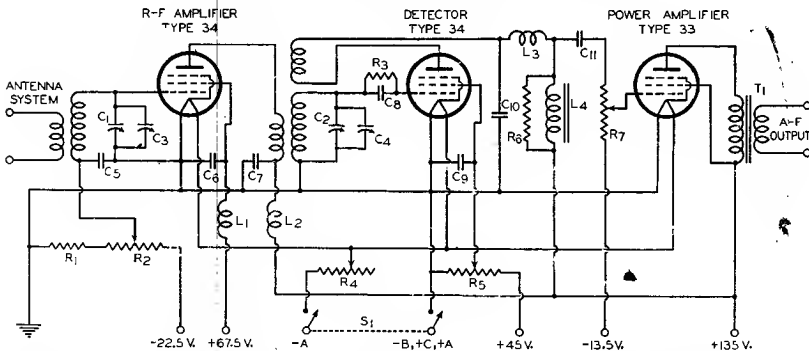 R-F AMPLIFIER
TYPE 34
DETECTOR
TYPE 34
POWER AMPLIFIER
TYPE 33
ANTENNA
SYSTEM
C1
C3
C5
C6
C7
R3
C8
C2
C4
C9
C10
L3
C11
R6
L4
R7
T1
A-F
OUTPUT
L1
L2
R1
R2
R4
R5
S1
-22.5 V.
+67.5 V.
-A
-B,+C,+A
+45 V.
-13.5 V.
+135 V.